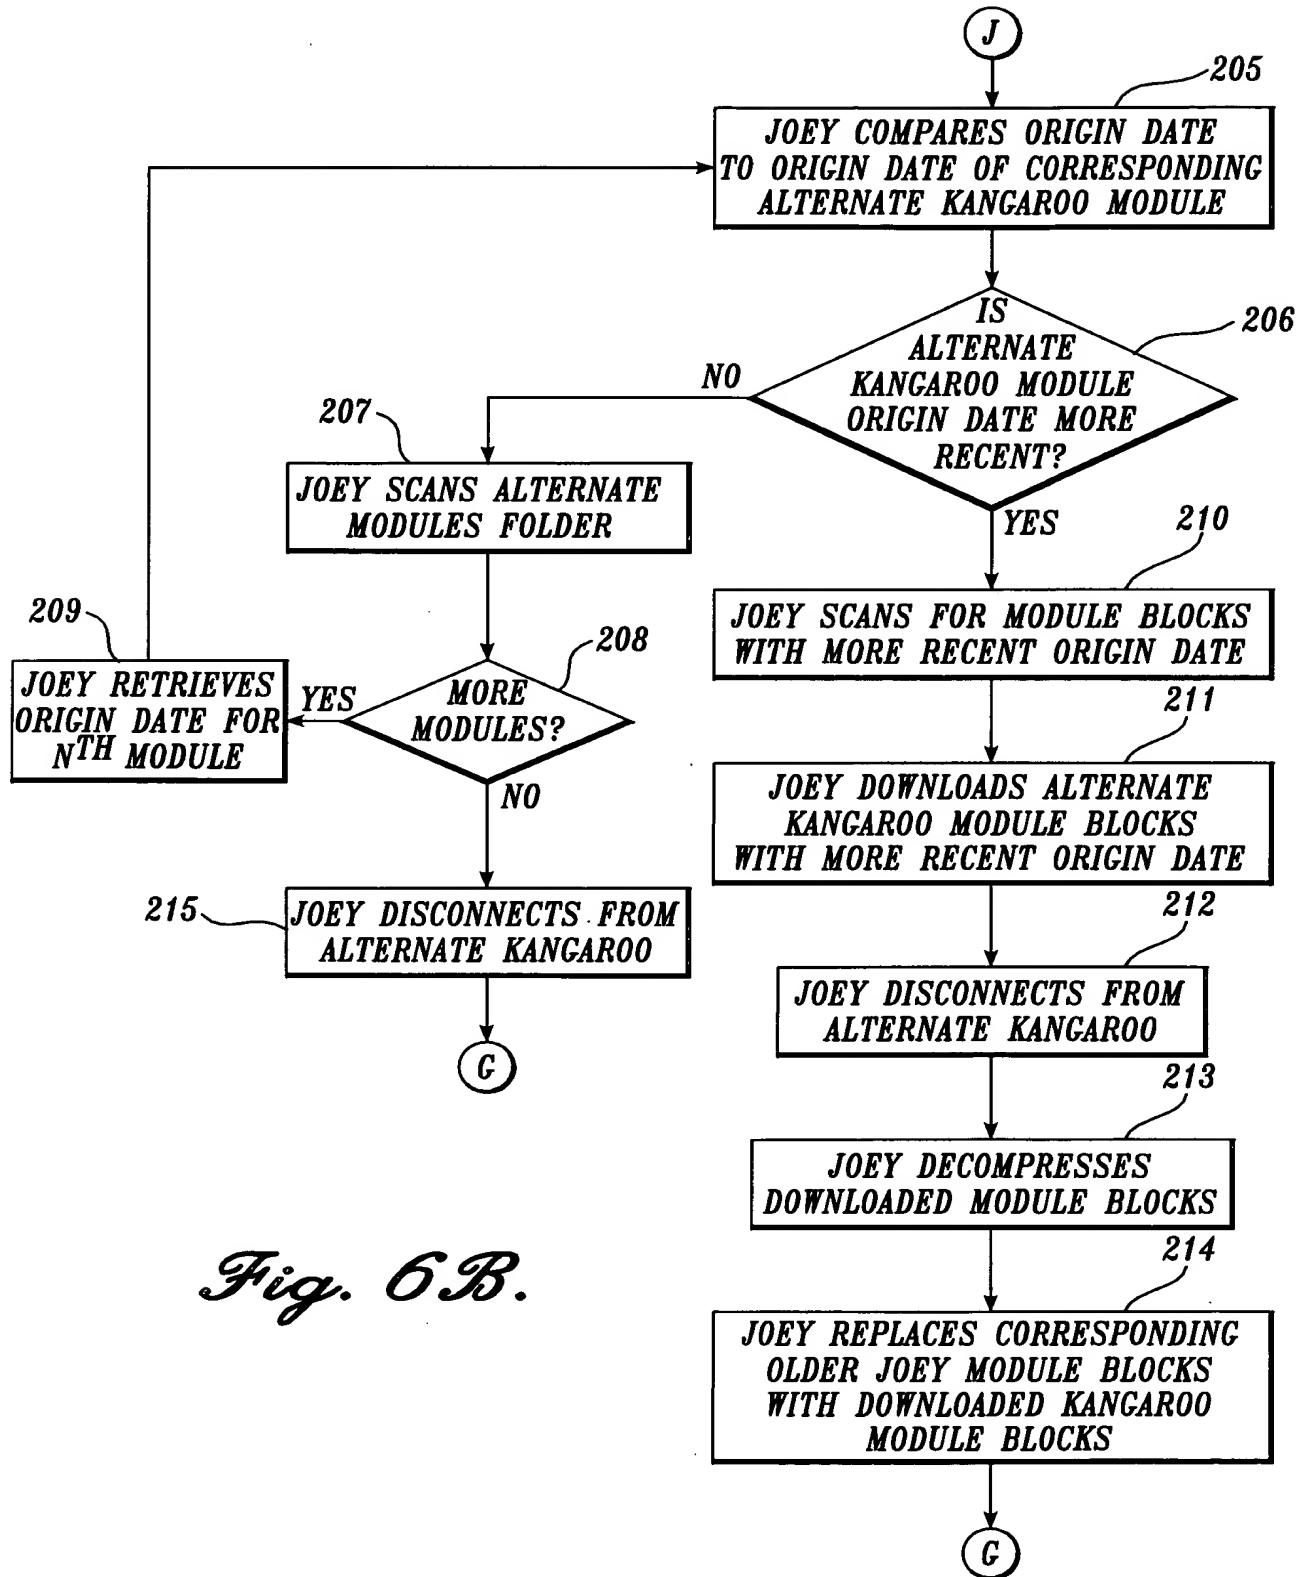 J
205
JOEY COMPARES ORIGIN DATE
TO ORIGIN DATE OF CORRESPONDING
ALTERNATE KANGAROO MODULE
206
IS
ALTERNATE
KANGAROO MODULE
ORIGIN DATE MORE
RECENT?
NO
YES
207
JOEY SCANS ALTERNATE
MODULES FOLDER
208
MORE
MODULES?
YES
NO
209
JOEY RETRIEVES
ORIGIN DATE FOR
NTH MODULE
215
JOEY DISCONNECTS FROM
ALTERNATE KANGAROO
G
210
JOEY SCANS FOR MODULE BLOCKS
WITH MORE RECENT ORIGIN DATE
211
JOEY DOWNLOADS ALTERNATE
KANGAROO MODULE BLOCKS
WITH MORE RECENT ORIGIN DATE
212
JOEY DISCONNECTS FROM
ALTERNATE KANGAROO
213
JOEY DECOMPRESSES
DOWNLOADED MODULE BLOCKS
214
JOEY REPLACES CORRESPONDING
OLDER JOEY MODULE BLOCKS
WITH DOWNLOADED KANGAROO
MODULE BLOCKS
G
Fig. 6B.